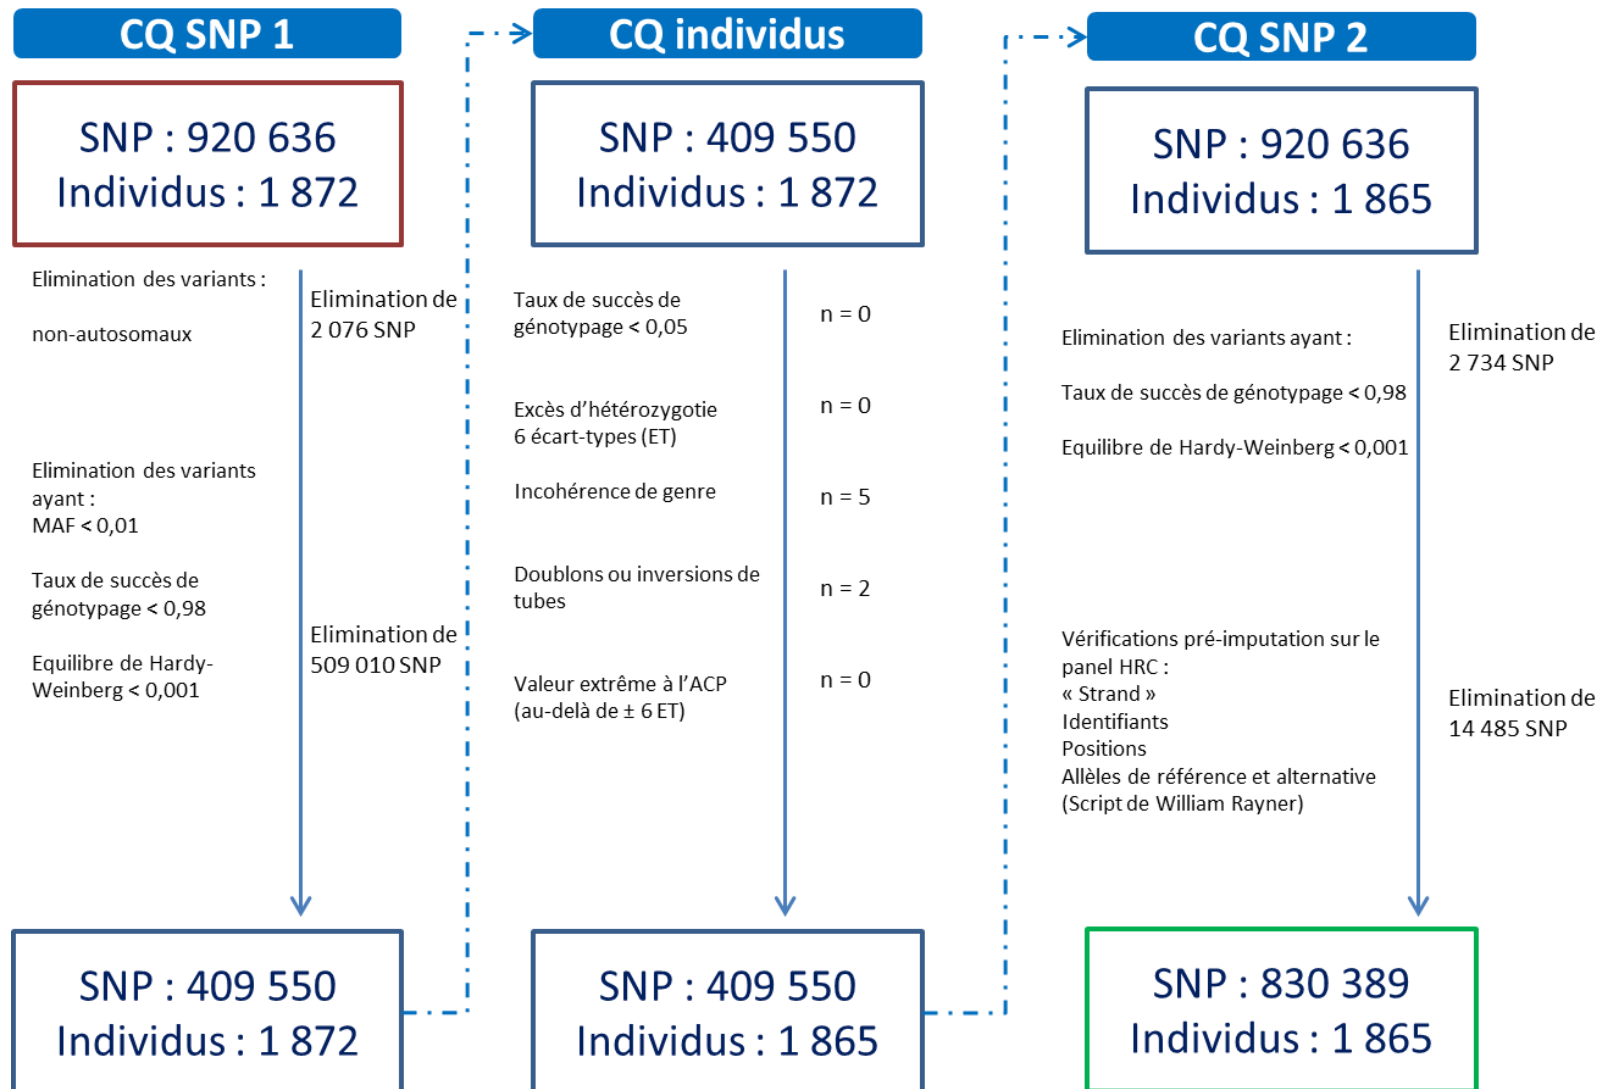 CQ SNP 1
SNP : 920 636
Individus : 1 872
Elimination des variants :
non-autosomaux
Elimination de
2 076 SNP
Elimination des variants
ayant :
MAF < 0,01
Taux de succès de
génotypage < 0,98
Equilibre de Hardy-
Weinberg < 0,001
Elimination de
509 010 SNP
SNP : 409 550
Individus : 1 872
CQ individus
SNP : 409 550
Individus : 1 872
Taux de succès de
génotypage < 0,05
n = 0
Excès d’hétérozygotie
6 écart-types (ET)
n = 0
Incohérence de genre
n = 5
Doublons ou inversions de
tubes
n = 2
Valeur extrême à l’ACP
(au-delà de ± 6 ET)
n = 0
SNP : 409 550
Individus : 1 865
CQ SNP 2
SNP : 920 636
Individus : 1 865
Elimination des variants ayant :
Taux de succès de génotypage < 0,98
Equilibre de Hardy-Weinberg < 0,001
Elimination de
2 734 SNP
Vérifications pré-imputation sur le
panel HRC :
« Strand »
Identifiants
Positions
Allèles de référence et alternative
(Script de William Rayner)
Elimination de
14 485 SNP
SNP : 830 389
Individus : 1 865